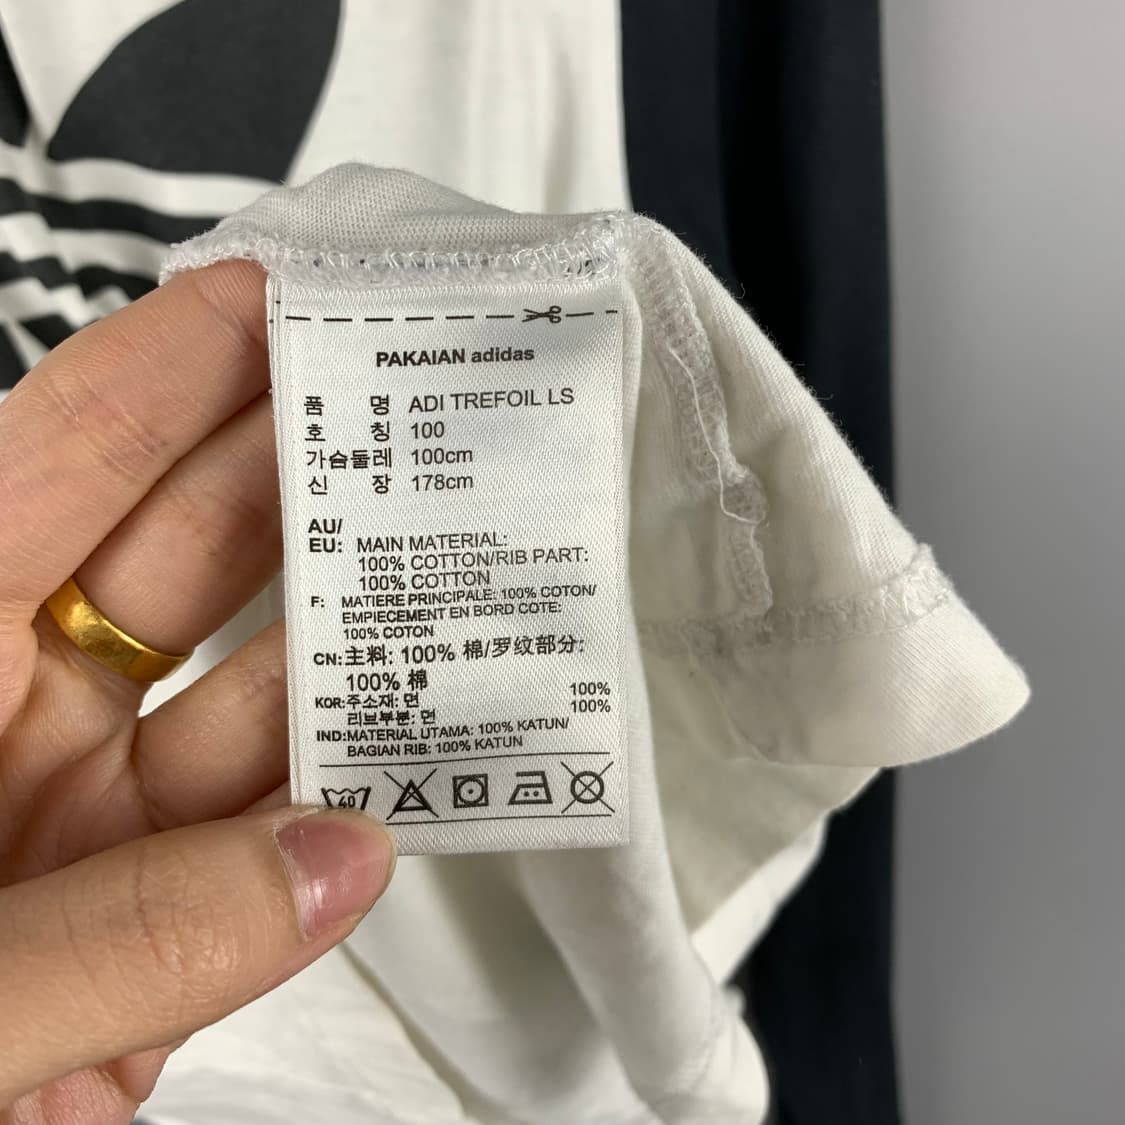 PAKAIAN adidas
품 명 ADI TREFOIL LS
호 칭 100
가슴둘레 100cm
신 장 178cm
AU/
EU: MAIN MATERIAL:
100% COTTON/RIB PART:
100% COTTON
F: MATIERE PRINCIPALE: 100% COTON/
EMPIECEMENT EN BORD COTE:
100% COTON
CN:主料: 100% 棉/罗纹部分:
100% 棉
KOR:주소재: 면 100%
리브부분: 면 100%
IND:MATERIAL UTAMA: 100% KATUN/
BAGIAN RIB: 100% KATUN
40